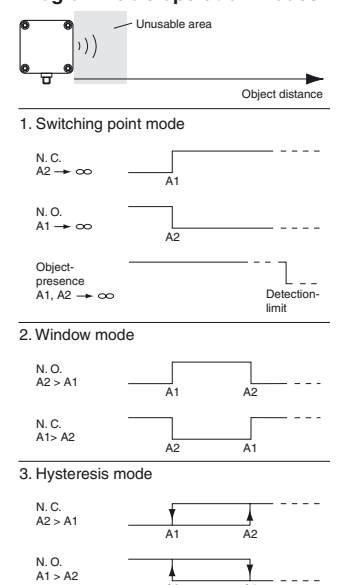 Unusable area
Object distance
1. Switching point mode
N. C.
A2 → ∞
A1
N. O.
A1 → ∞
A2
Object-
presence
A1, A2 → ∞
Detection-
limit
2. Window mode
N. O.
A2 > A1
A1 A2
N. C.
A1> A2
A2 A1
3. Hysteresis mode
N. C.
A2 > A1
A1 A2
N. O.
A1 > A2